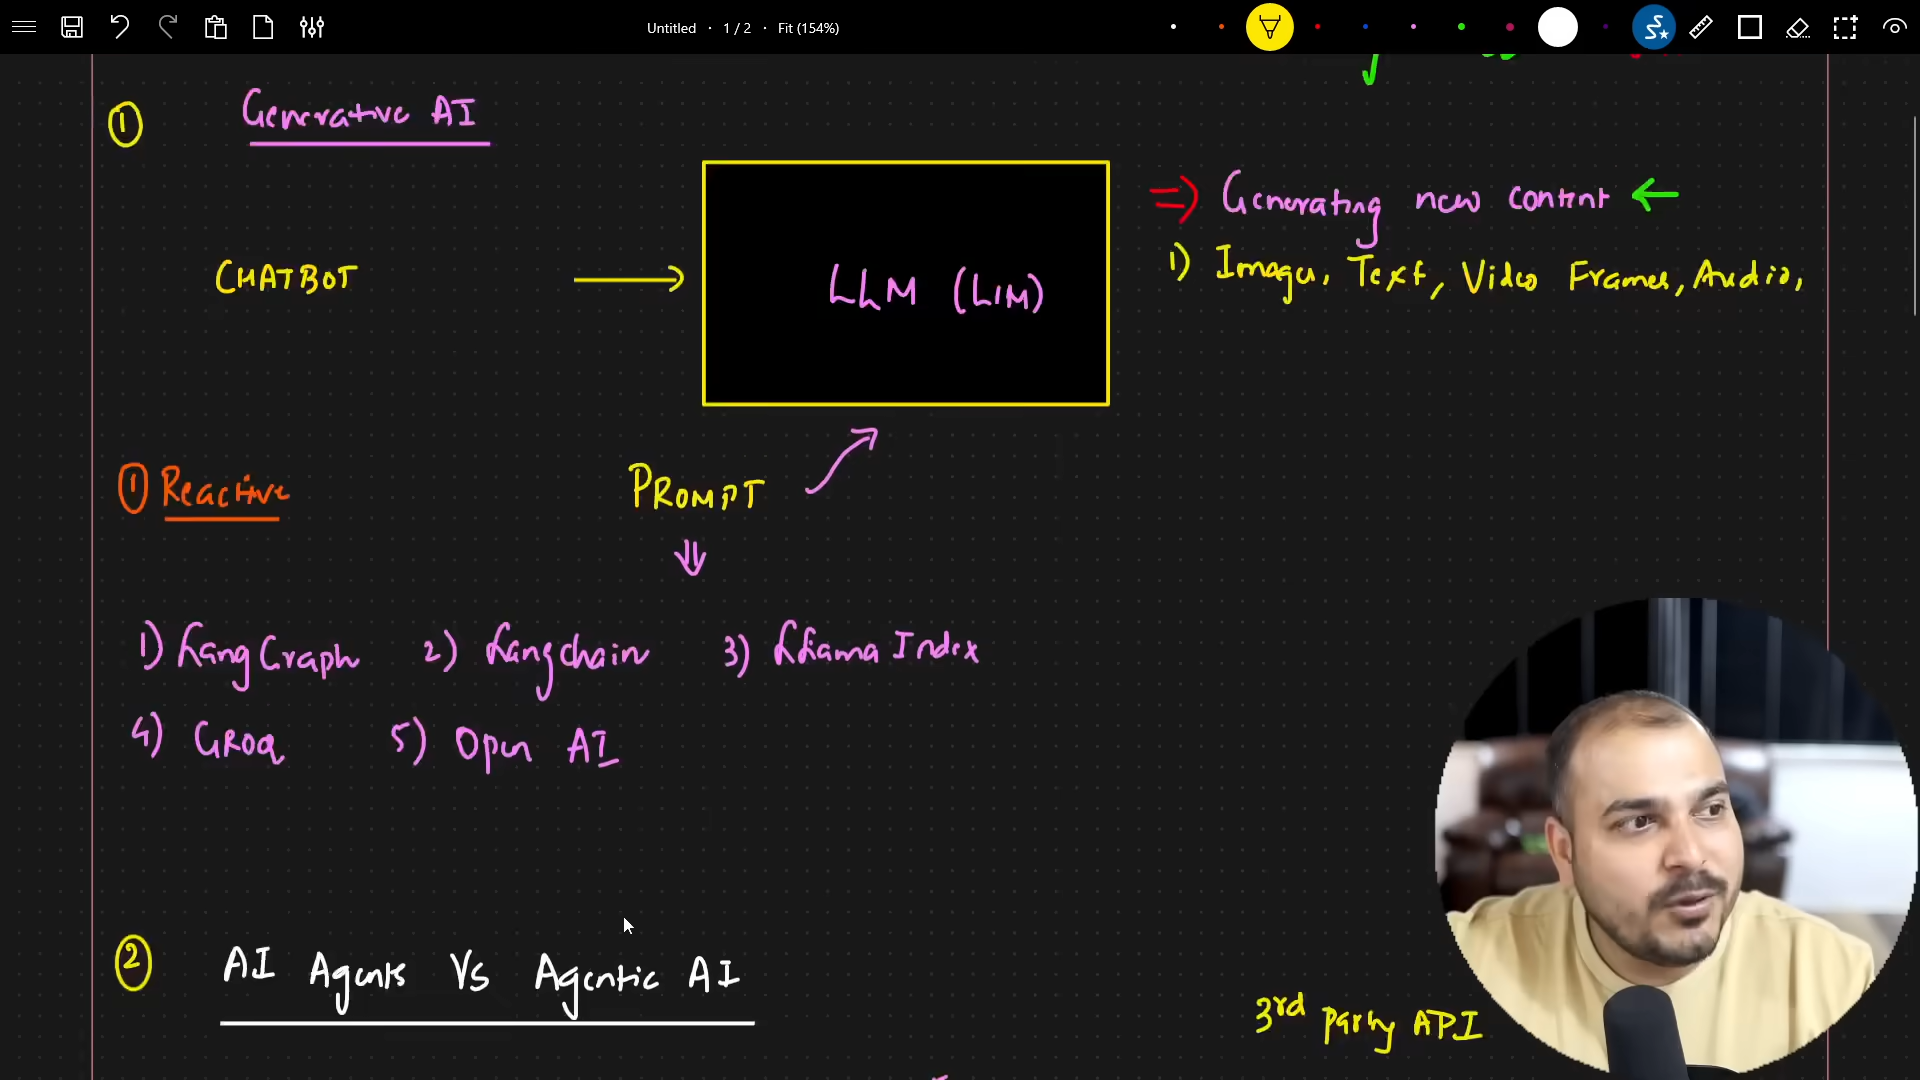 Untitled • 1 / 2 • Fit (154%)
① Generative AI
CHATBOT
LLM (LIM)
⇒ Generating new content ←
1) Images, Text, Video Frames, Audio,
① Reactive
PROMPT
1) LangGraph 2) Langchain 3) LLiama Index
4) GROQ 5) Open AI
② AI Agents Vs Agentic AI
3rd party API